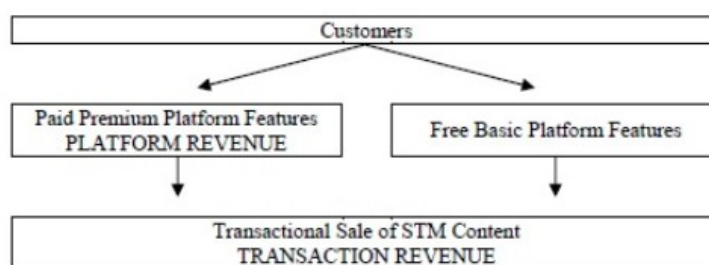 Customers
Paid Premium Platform Features
PLATFORM REVENUE
Free Basic Platform Features
Transactional Sale of STM Content
TRANSACTION REVENUE